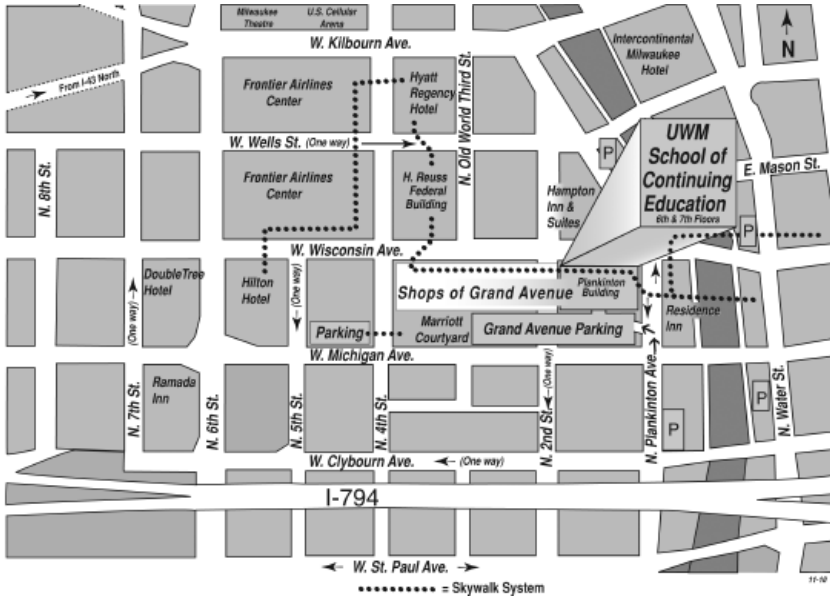 Milwaukee
Theatre
U.S. Cellular
Arena
W. Kilbourn Ave.
Intercontinental
Milwaukee
Hotel
N
From I-43 North
Frontier Airlines
Center
Hyatt
Regency
Hotel
N. Old World Third St.
W. Wells St. (One way)
UWM
School of
Continuing
Education
6th & 7th Floors
P
E. Mason St.
N. 8th St.
Frontier Airlines
Center
H. Reuss
Federal
Building
Hampton
Inn &
Suites
P
W. Wisconsin Ave.
DoubleTree
Hotel
(One way)
Hilton
Hotel
(One way)
Shops of Grand Avenue
Plankinton
Building
Residence
Inn
Parking
Marriott
Courtyard
Grand Avenue Parking
W. Michigan Ave.
Ramada
Inn
N. 7th St.
N. 6th St.
N. 5th St.
N. 4th St.
N. 2nd St.
(One way)
N. Plankinton Ave.
P
P
N. Water St.
W. Clybourn Ave.
(One way)
I-794
W. St. Paul Ave.
= Skywalk System
11-10